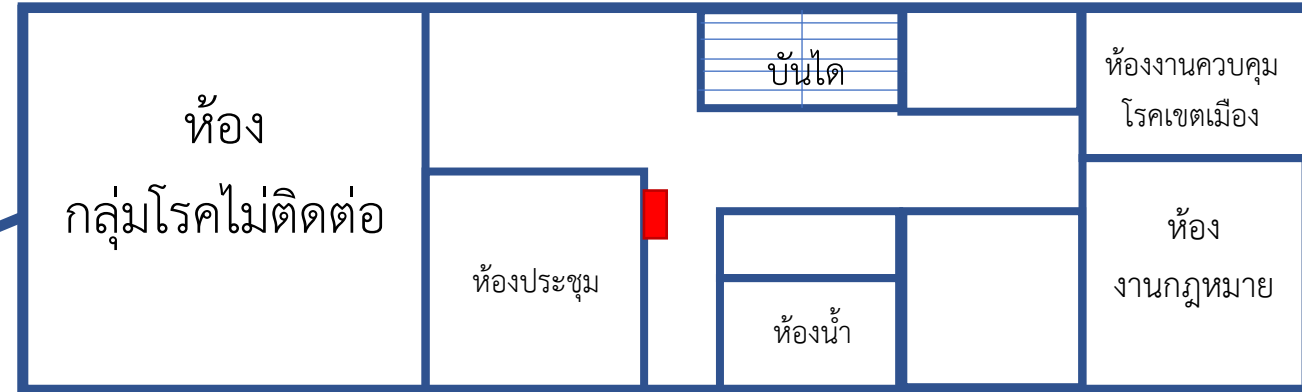 ห้อง
กลุ่มโรคไม่ติดต่อ
ห้องประชุม
บันได
ห้องน้ำ
ห้องงานควบคุม
โรคเขตเมือง
ห้อง
งานกฎหมาย